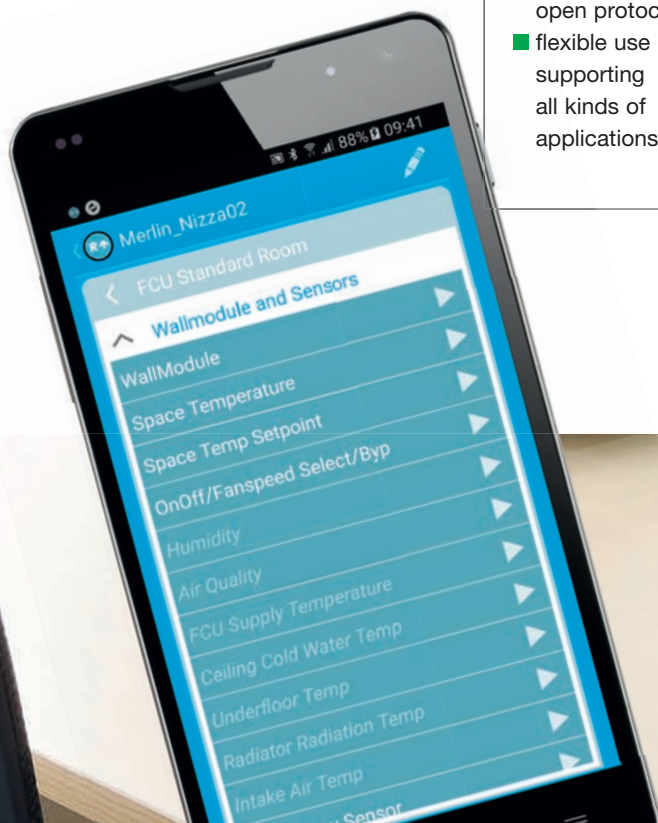 open
flexible use
supporting
all kinds of
applications
88% 09:41
Merlin_Nizza02
FCU Standard Room
Wallmodule and Sensors
WallModule
Space Temperature
Space Temp Setpoint
OnOff/Fanspeed Select/Byp
Humidity
Air Quality
FCU Supply Temperature
Ceiling Cold Water Temp
Underfloor Temp
Radiator Radiation Temp
Intake Air Temp
Sensor